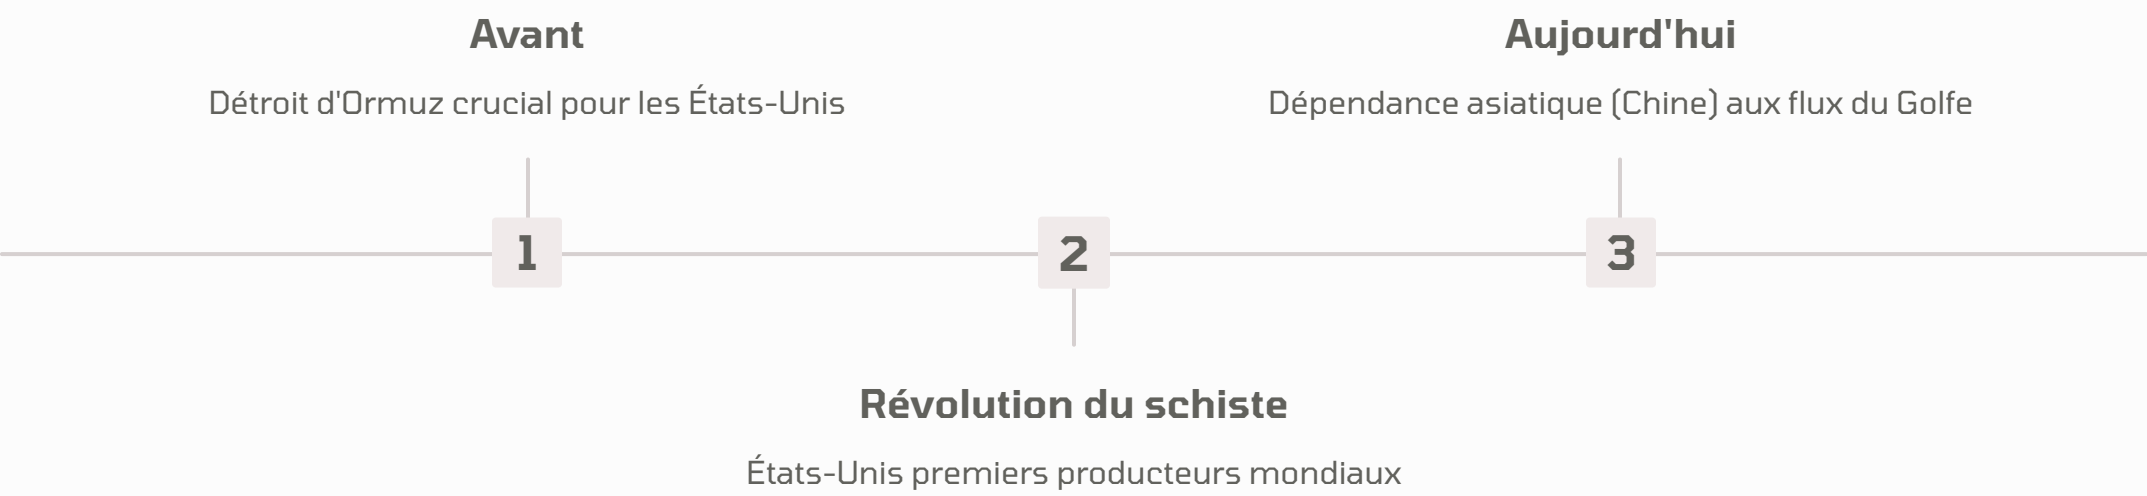 Avant
Détroit d'Ormuz crucial pour les États-Unis
1
2
Révolution du schiste
États-Unis premiers producteurs mondiaux
Aujourd'hui
Dépendance asiatique (Chine) aux flux du Golfe
3